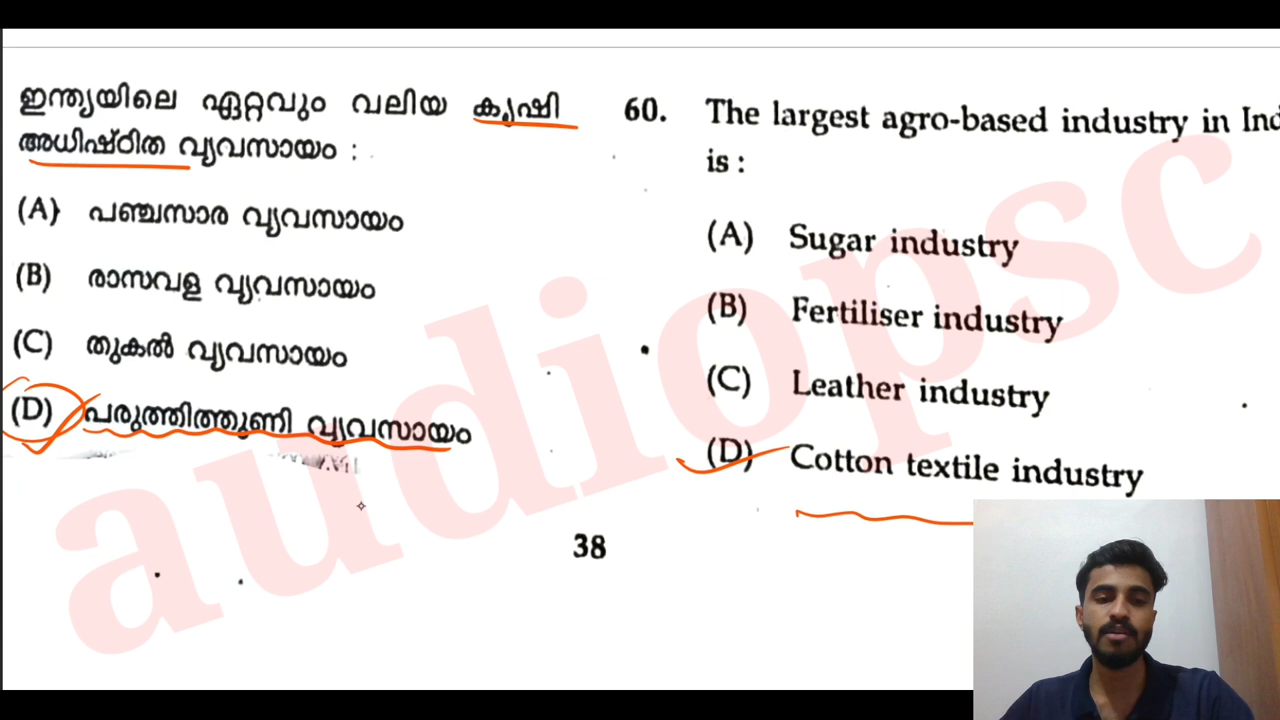 ഇന്ത്യയിലെ ഏറ്റവും വലിയ കൃഷി
അധിഷ്ഠിത വ്യവസായം :
(A) പഞ്ചസാര വ്യവസായം
(B) രാസവള വ്യവസായം
(C) തുകൽ വ്യവസായം
(D) പരുത്തിത്തുണി വ്യവസായം
60. The largest agro-based industry in Ind
is :
(A) Sugar industry
(B) Fertiliser industry
(C) Leather industry
(D) Cotton textile industry
38
audiopsc